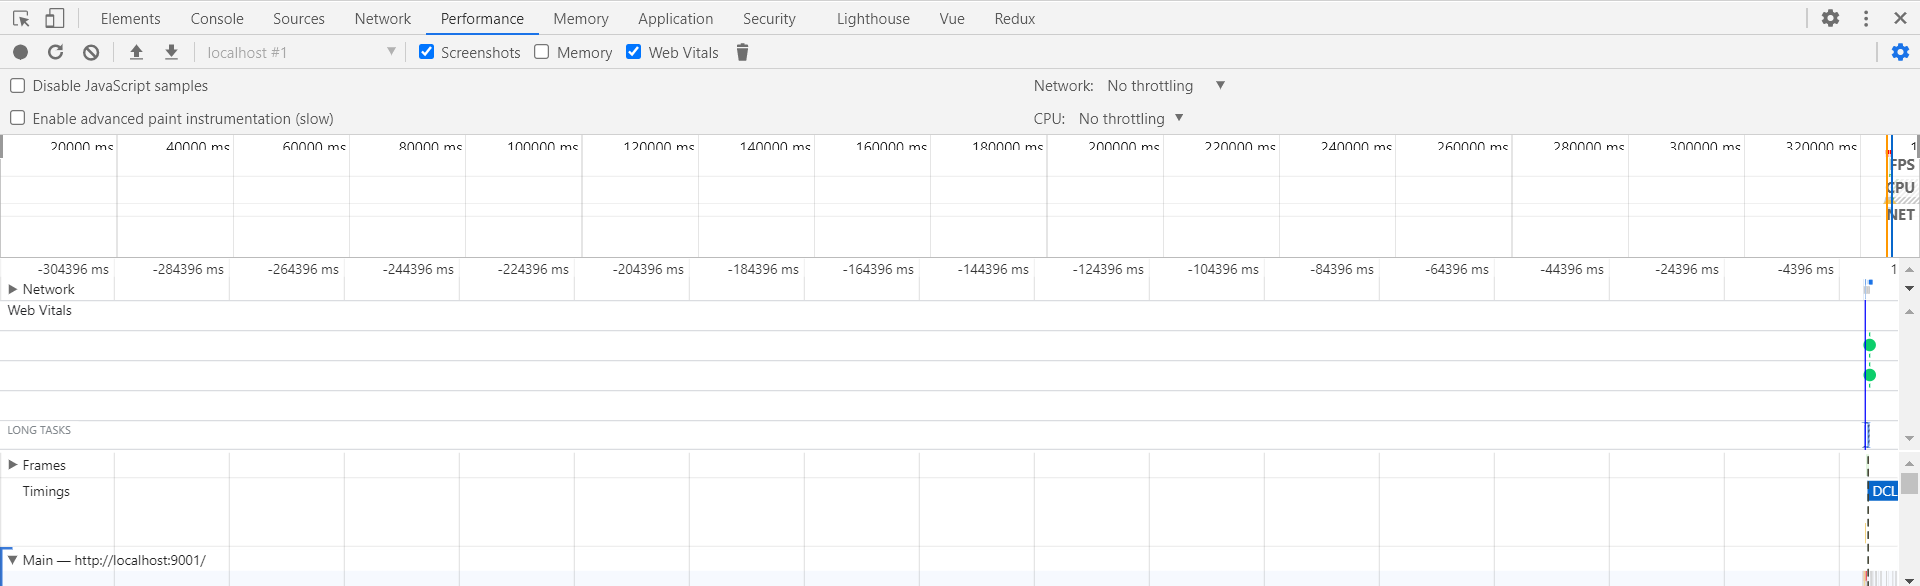 Elements Console Sources Network Performance Memory Application Security Lighthouse Vue Redux
localhost #1 Screenshots Memory Web Vitals
Disable JavaScript samples Network: No throttling
Enable advanced paint instrumentation (slow) CPU: No throttling
20000 ms 40000 ms 60000 ms 80000 ms 100000 ms 120000 ms 140000 ms 160000 ms 180000 ms 200000 ms 220000 ms 240000 ms 260000 ms 280000 ms 300000 ms 320000 ms 1
FPS
CPU
NET
-304396 ms -284396 ms -264396 ms -244396 ms -224396 ms -204396 ms -184396 ms -164396 ms -144396 ms -124396 ms -104396 ms -84396 ms -64396 ms -44396 ms -24396 ms -4396 ms 1
Network
Web Vitals
LONG TASKS
Frames
Timings DCL
Main — http://localhost:9001/